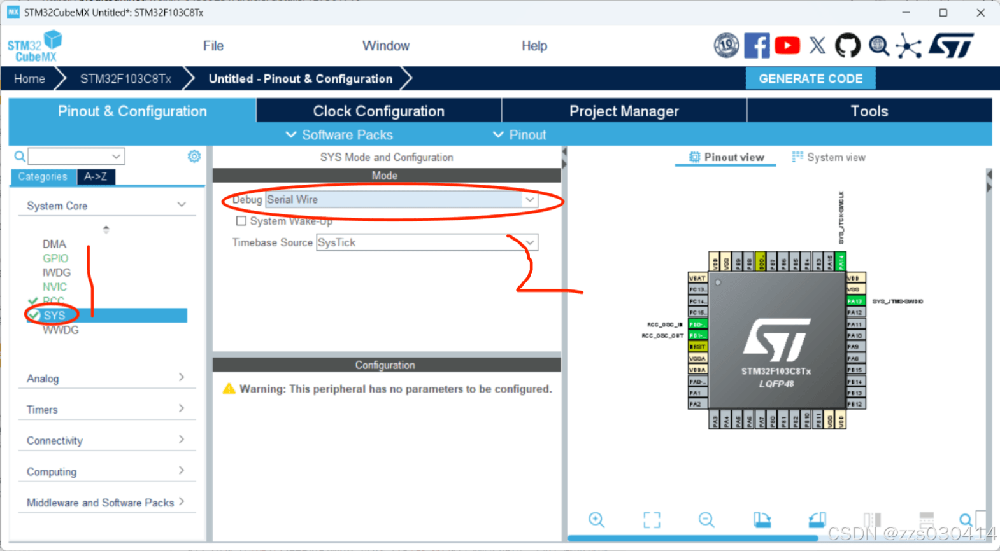 STM32CubeMX Untitled*: STM32F103C8Tx
STM32
CubeMX
File
Window
Help
Home
STM32F103C8Tx
Untitled - Pinout & Configuration
GENERATE CODE
Pinout & Configuration
Clock Configuration
Project Manager
Tools
Software Packs
Pinout
Categories
A->Z
System Core
DMA
GPIO
IWDG
NVIC
RCC
SYS
WWDG
Analog
Timers
Connectivity
Computing
Middleware and Software Packs
SYS Mode and Configuration
Mode
Debug Serial Wire
System Wake-Up
Timebase Source SysTick
Configuration
Warning: This peripheral has no parameters to be configured.
1
2
Pinout view
System view
SYS_JTCK-SWCLK
VDD
VSS
PB9
PB8
BOO..
PB7
PB6
PB5
PB4
PB3
PA15
PA14
VBAT
PC13..
PC14..
PC15..
RCC_OSC_IN
PD0-..
RCC_OSC_OUT
PD1-..
NRST
VSSA
VDDA
PA0-..
PA1
PA2
VDD
VSS
PA13
SYS_JTMS-SWDIO
PA12
PA11
PA10
PA9
PA8
PB15
PB14
PB13
PB12
ST
STM32F103C8Tx
LQFP48
PA3
PA4
PA5
PA6
PA7
PB0
PB1
PB2
PB10
PB11
VSS
VDD
CSDN @zzs030414